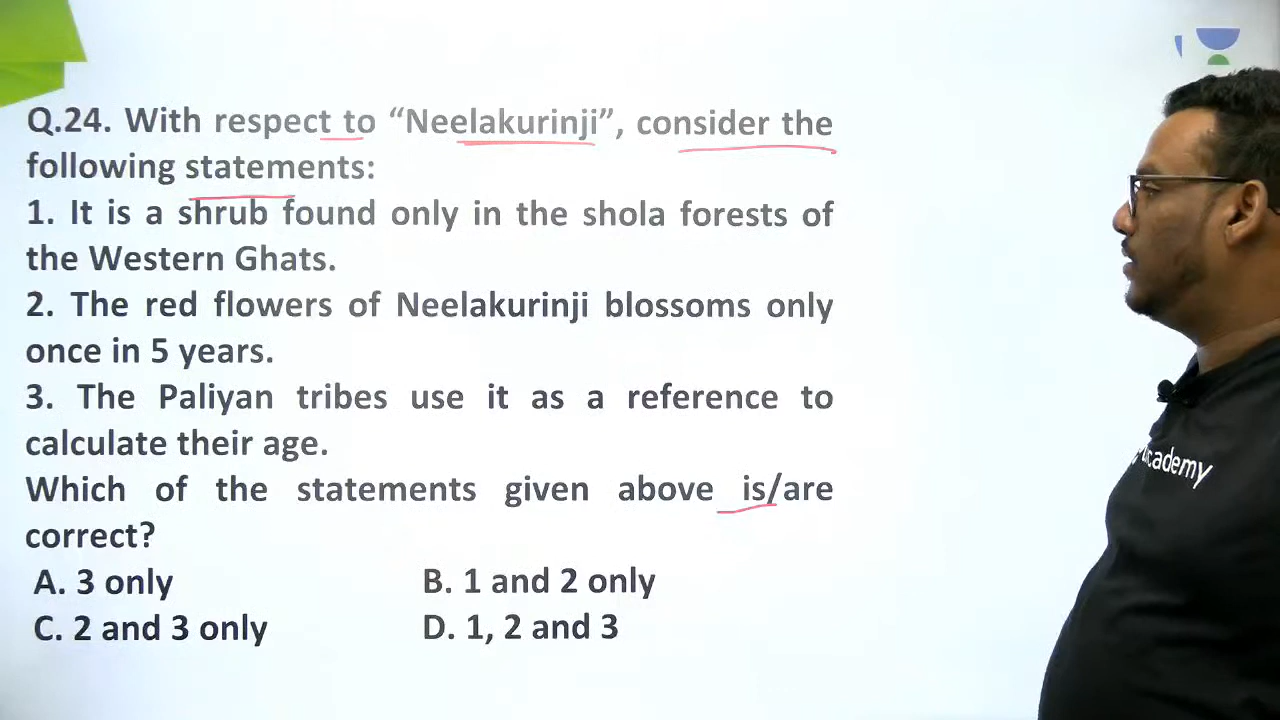 Q.24. With respect to “Neelakurinji”, consider the
following statements:
1. It is a shrub found only in the shola forests of
the Western Ghats.
2. The red flowers of Neelakurinji blossoms only
once in 5 years.
3. The Paliyan tribes use it as a reference to
calculate their age.
Which of the statements given above is/are
correct?
A. 3 only B. 1 and 2 only
C. 2 and 3 only D. 1, 2 and 3